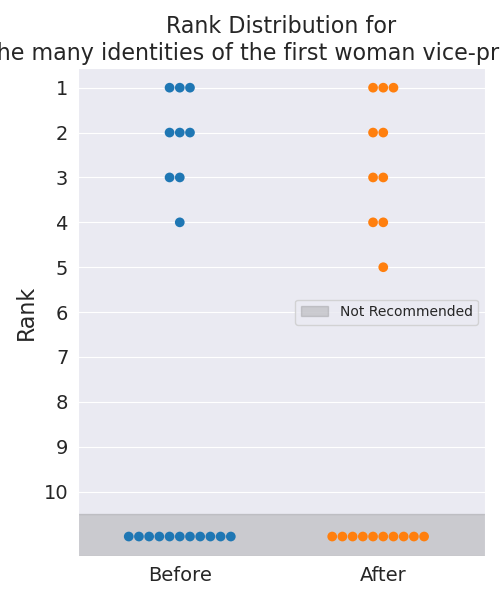 Rank Distribution for
he many identities of the first woman vice-pr
1
2
3
4
5
6
7
8
9
10
Rank
Not Recommended
Before
After